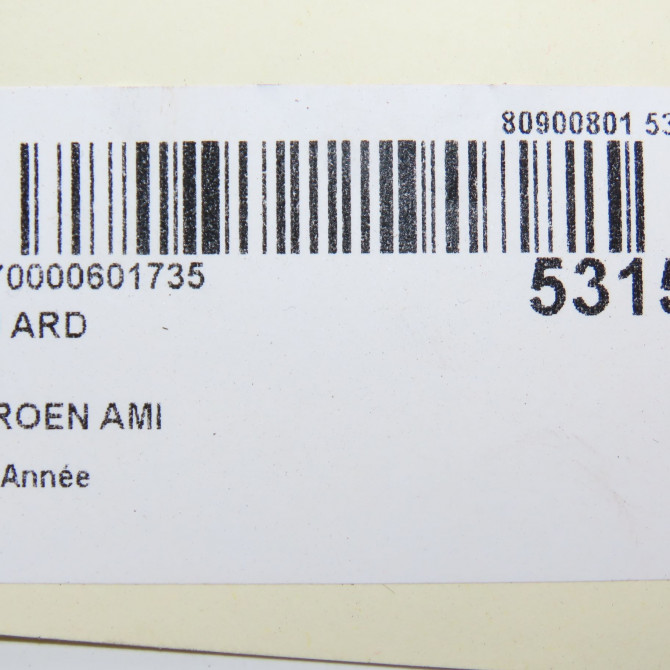 80900801 53
70000601735
5315
ARD
ROEN AMI
Année